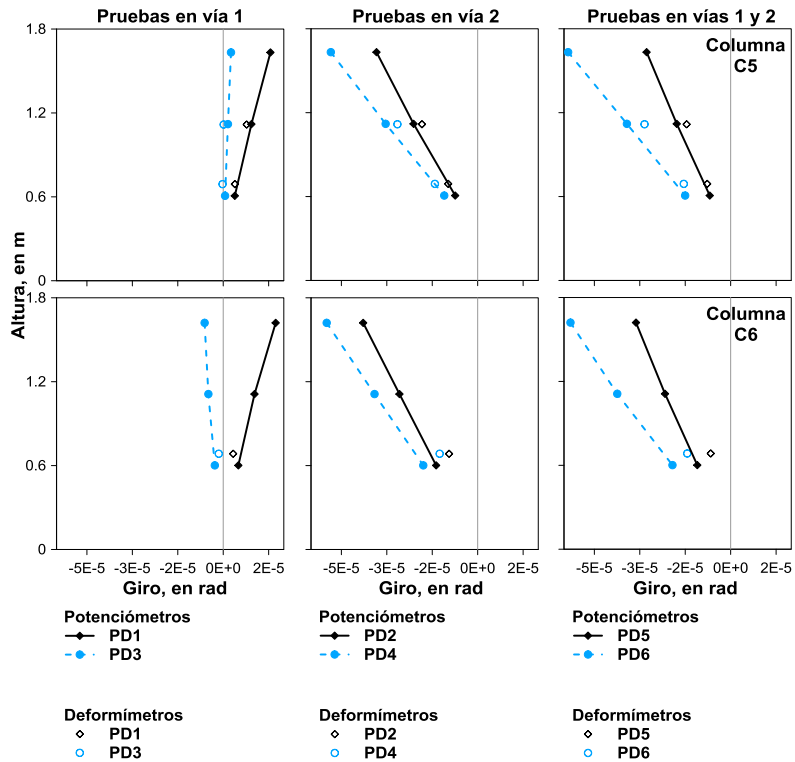 Pruebas en vía 1
Pruebas en vía 2
Pruebas en vías 1 y 2
Altura, en m
1.8
1.2
0.6
0
Columna
C5
1.8
1.2
0.6
0
Columna
C6
-5E-5 -3E-5 -2E-5 0E+0 2E-5
-5E-5 -3E-5 -2E-5 0E+0 2E-5
-5E-5 -3E-5 -2E-5 0E+0 2E-5
Giro, en rad
Giro, en rad
Giro, en rad
Potenciómetros
PD1
PD3
Potenciómetros
PD2
PD4
Potenciómetros
PD5
PD6
Deformímetros
PD1
PD3
Deformímetros
PD2
PD4
Deformímetros
PD5
PD6